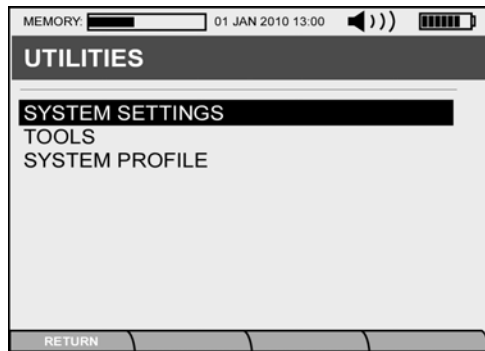 MEMORY: 01 JAN 2010 13:00
UTILITIES
SYSTEM SETTINGS
TOOLS
SYSTEM PROFILE
RETURN